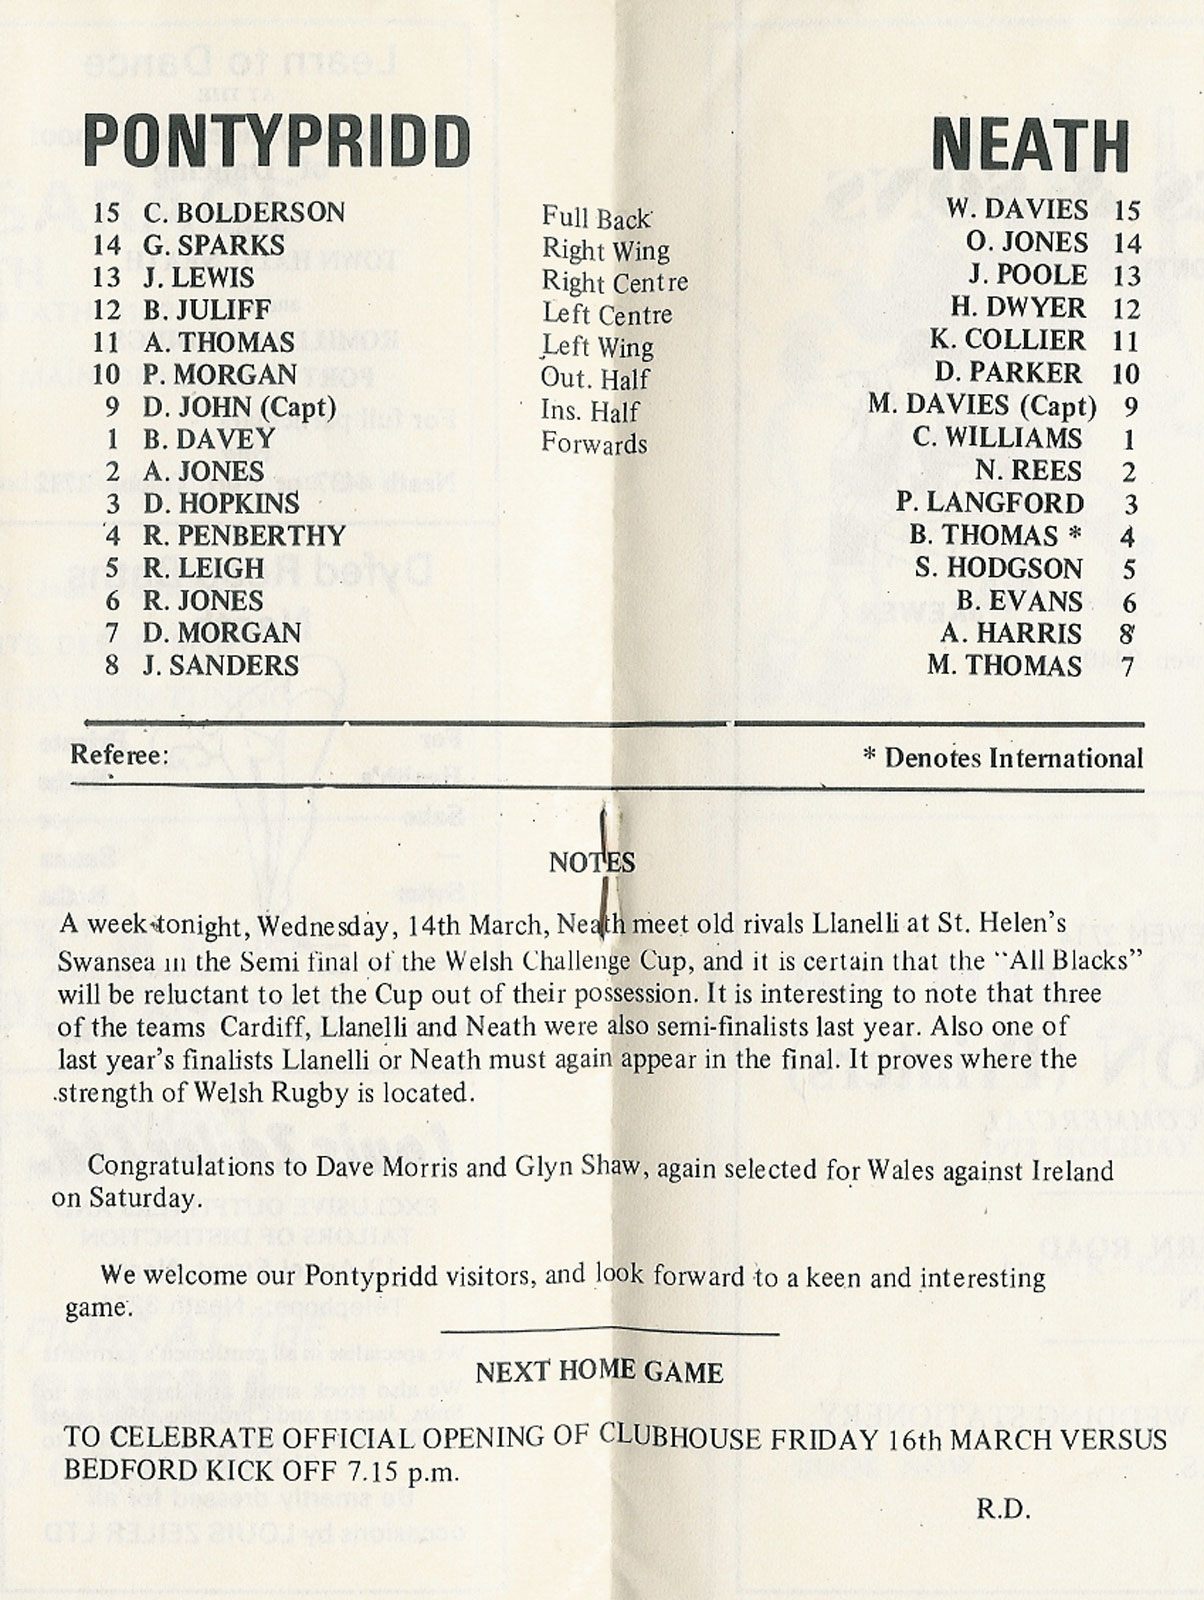 PONTYPRIDD NEATH
15 C. BOLDERSON Full Back W. DAVIES 15
14 G. SPARKS Right Wing O. JONES 14
13 J. LEWIS Right Centre J. POOLE 13
12 B. JULIFF Left Centre H. DWYER 12
11 A. THOMAS Left Wing K. COLLIER 11
10 P. MORGAN Out. Half D. PARKER 10
9 D. JOHN (Capt) Ins. Half M. DAVIES (Capt) 9
1 B. DAVEY Forwards C. WILLIAMS 1
2 A. JONES N. REES 2
3 D. HOPKINS P. LANGFORD 3
4 R. PENBERTHY B. THOMAS * 4
5 R. LEIGH S. HODGSON 5
6 R. JONES B. EVANS 6
7 D. MORGAN A. HARRIS 8
8 J. SANDERS M. THOMAS 7
Referee: * Denotes International
NOTES
A week tonight, Wednesday, 14th March, Neath meet old rivals Llanelli at St. Helen's
Swansea in the Semi final of the Welsh Challenge Cup, and it is certain that the "All Blacks"
will be reluctant to let the Cup out of their possession. It is interesting to note that three
of the teams Cardiff, Llanelli and Neath were also semi-finalists last year. Also one of
last year's finalists Llanelli or Neath must again appear in the final. It proves where the
strength of Welsh Rugby is located.
Congratulations to Dave Morris and Glyn Shaw, again selected for Wales against Ireland
on Saturday.
We welcome our Pontypridd visitors, and look forward to a keen and interesting
game.
NEXT HOME GAME
TO CELEBRATE OFFICIAL OPENING OF CLUBHOUSE FRIDAY 16th MARCH VERSUS
BEDFORD KICK OFF 7.15 p.m.
R.D.